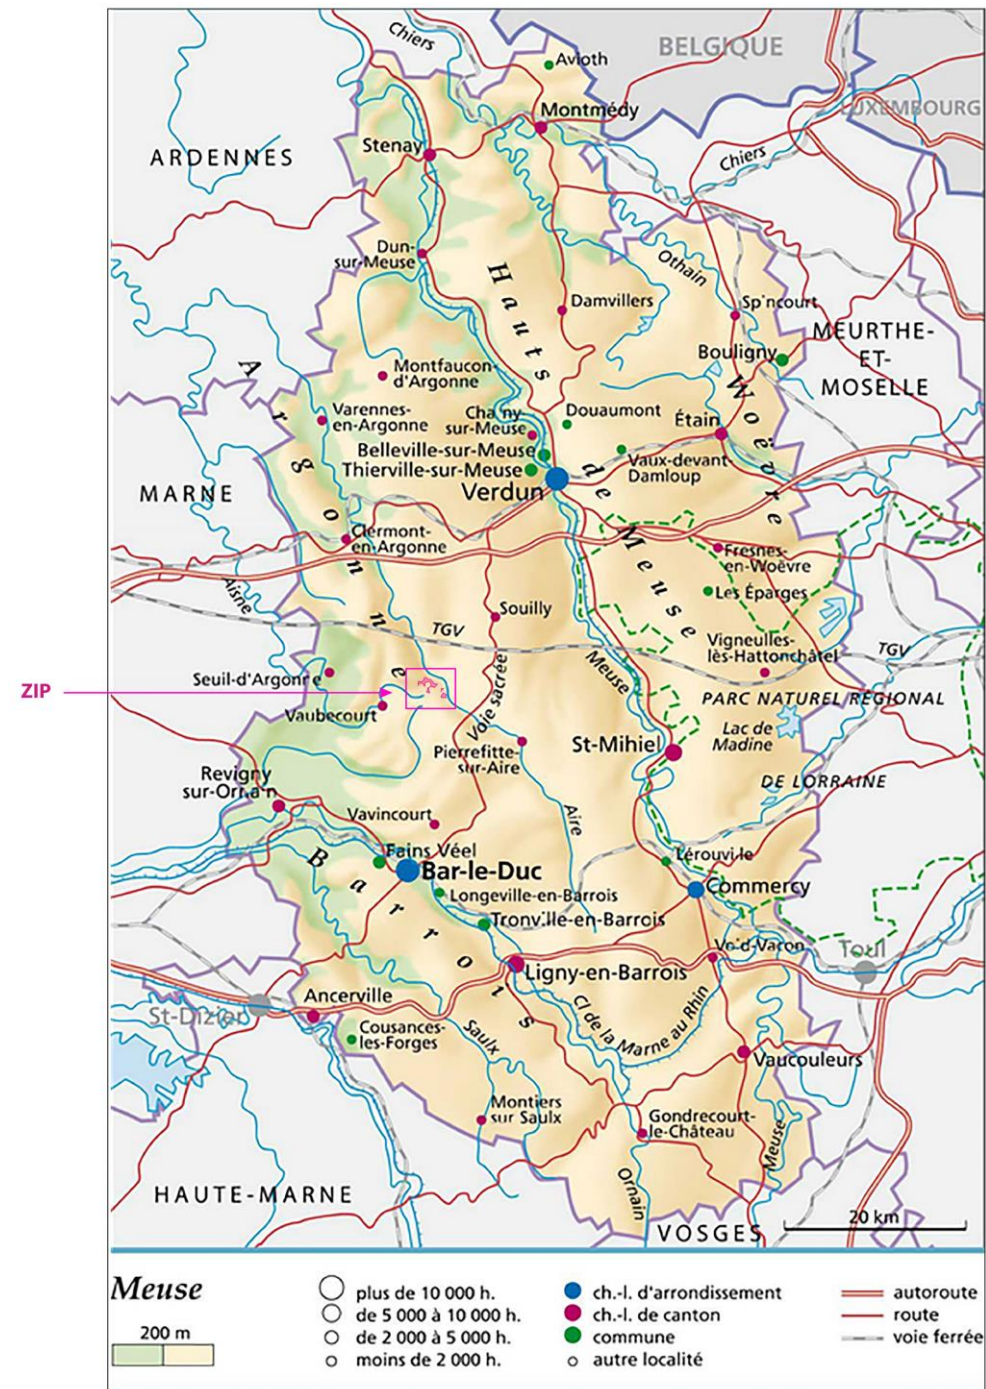 Chiers
Avioth
BELGIQUE
Montmédy
LUXEMBOURG
Stenay
ARDENNES
Chiers
Dun-
sur-Meuse
Hauts
Othain
Damvillers
Sp'ncourt
MEURTHE-
ET-
MOSELLE
Bouligny
Argonne
Montfaucon-
d'Argonne
Woëvre
Varennes-
en-Argonne
Douaumont
Étain
sur-Meuse
Belleville-sur-Meuse
Thierville-sur-Meuse
Vaux-devant-
Damloup
Verdun
de
MARNE
Meuse
Clermont-
en-Argonne
Fresnes-
en-Woëvre
Aisne
Les Éparges
Souilly
TGV
Vigneulles-
lès-Hattonchâtel
TGV
Meuse
Seuil-d'Argonne
ZIP
Voie sacrée
PARC NATUREL RÉGIONAL
Vaubecourt
Lac de
Madine
St-Mihiel
Pierrefitte-
sur-Aire
DE LORRAINE
Revigny
sur-Ornain
Aire
Vavincourt
Fains Véel
Lérouville
Barrois
Bar-le-Duc
Commercy
Longeville-en-Barrois
Tronville-en-Barrois
Void-Vacon
Toul
Ligny-en-Barrois
Ancerville
St-Dizier
Cl de la Marne au Rhin
Cousances-
les-Forges
Saulx
Vaucouleurs
Montiers
sur Saulx
Gondrecourt-
le-Château
Meuse
Ornain
HAUTE-MARNE
VOSGES
20 km
Meuse
200 m
plus de 10 000 h.
de 5 000 à 10 000 h.
de 2 000 à 5 000 h.
moins de 2 000 h.
ch.-l. d'arrondissement
ch.-l. de canton
commune
autre localité
autoroute
route
voie ferrée